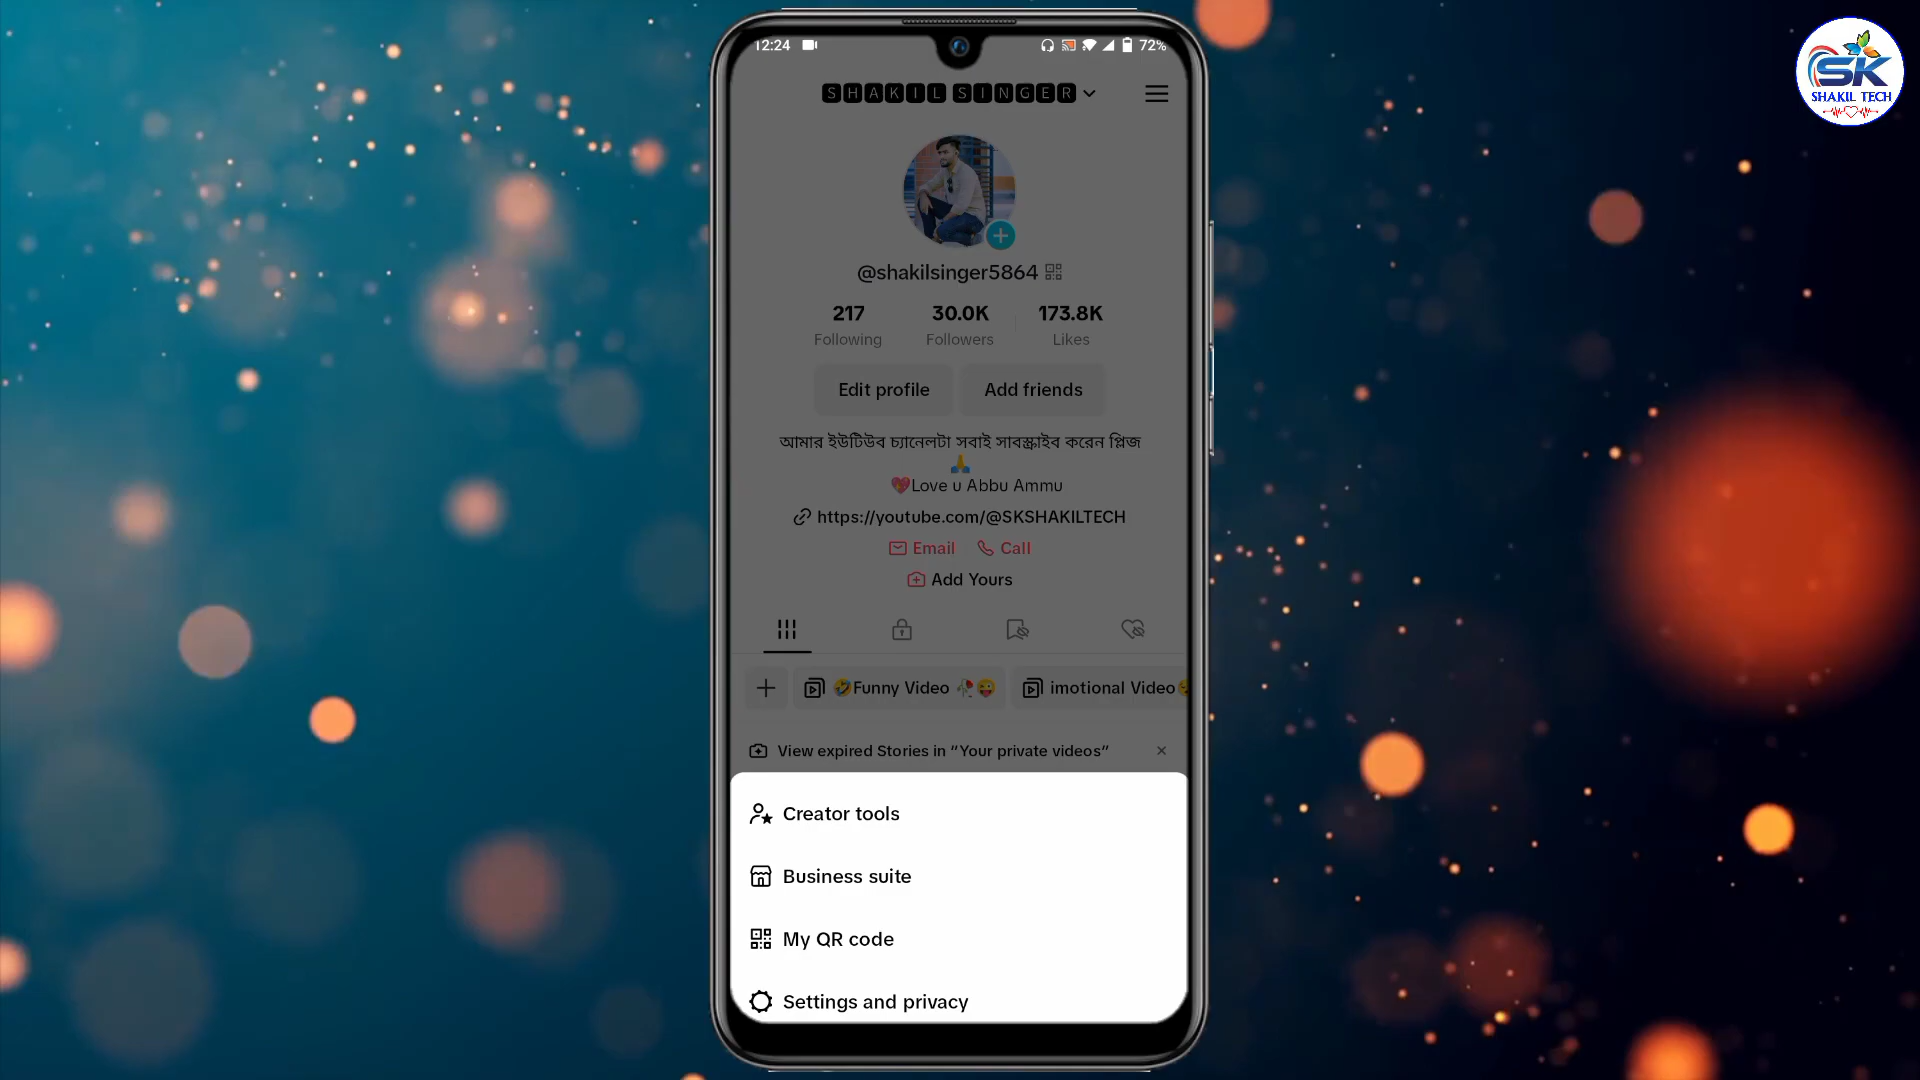 12:24
72%
SK
SHAKIL TECH
SHAKIL SINGER
@shakilsinger5864
217 30.0K 173.8K
Following Followers Likes
Edit profile Add friends
আমার ইউটিউব চ্যানেলটা সবাই সাবস্ক্রাইব করেন প্লিজ
🙏
💖Love u Abbu Ammu
https://youtube.com/@SKSHAKILTECH
Email Call
Add Yours
🤣Funny Video 🥀😜 imotional Video
View expired Stories in “Your private videos”
Creator tools
Business suite
My QR code
Settings and privacy